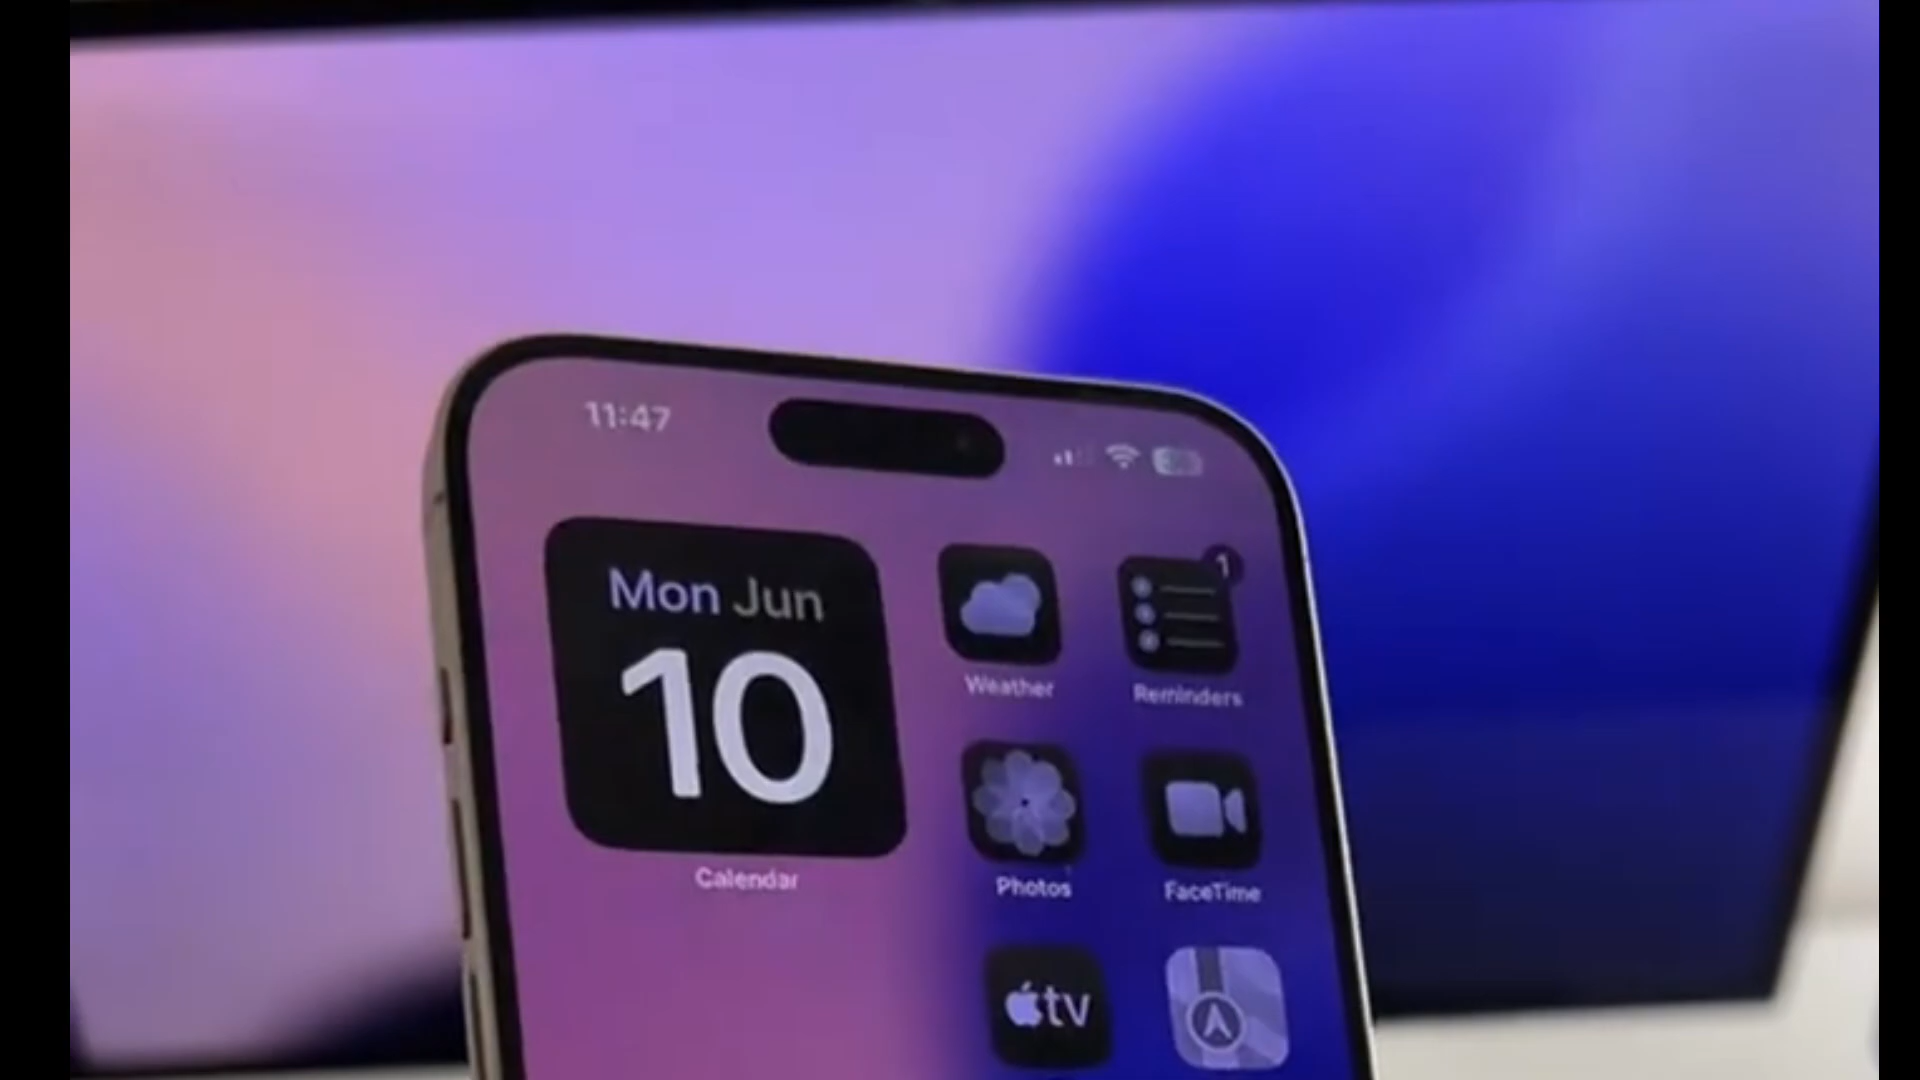 11:47
Mon Jun
10
Calendar
1
Weather
Reminders
Photos
FaceTime
tv